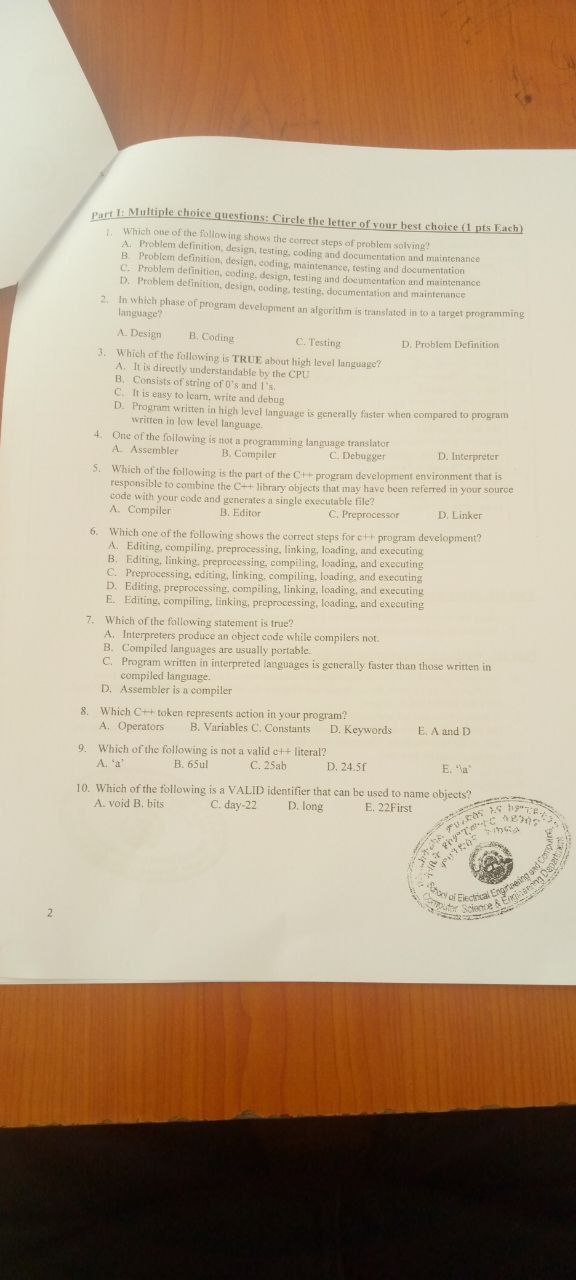 Part I: Multiple choice questions: Circle the letter of your best choice (1 pts Each)
1. Which one of the following shows the correct steps of problem solving?
A. Problem definition, design, testing, coding and documentation and maintenance
B. Problem definition, design, coding, maintenance, testing and documentation
C. Problem definition, coding, design, testing and documentation and maintenance
D. Problem definition, design, coding, testing, documentation and maintenance
2. In which phase of program development an algorithm is translated in to a target programming
language?
A. Design B. Coding C. Testing D. Problem Definition
3. Which of the following is TRUE about high level language?
A. It is directly understandable by the CPU
B. Consists of string of 0's and 1's.
C. It is easy to learn, write and debug
D. Program written in high level language is generally faster when compared to program
written in low level language.
4. One of the following is not a programming language translator
A. Assembler B. Compiler C. Debugger D. Interpreter
5. Which of the following is the part of the C++ program development environment that is
responsible to combine the C++ library objects that may have been referred in your source
code with your code and generates a single executable file?
A. Compiler B. Editor C. Preprocessor D. Linker
6. Which one of the following shows the correct steps for c++ program development?
A. Editing, compiling, preprocessing, linking, loading, and executing
B. Editing, linking, preprocessing, compiling, loading, and executing
C. Preprocessing, editing, linking, compiling, loading, and executing
D. Editing, preprocessing, compiling, linking, loading, and executing
E. Editing, compiling, linking, preprocessing, loading, and executing
7. Which of the following statement is true?
A. Interpreters produce an object code while compilers not.
B. Compiled languages are usually portable.
C. Program written in interpreted languages is generally faster than those written in
compiled language.
D. Assembler is a compiler
8. Which C++ token represents action in your program?
A. Operators B. Variables C. Constants D. Keywords E. A and D
9. Which of the following is not a valid c++ literal?
A. 'a' B. 65ul C. 25ab D. 24.5f E. '\a'
10. Which of the following is a VALID identifier that can be used to name objects?
A. void B. bits C. day-22 D. long E. 22First
School of Electrical Engineering and Computing
Computer Science & Engineering Department
2